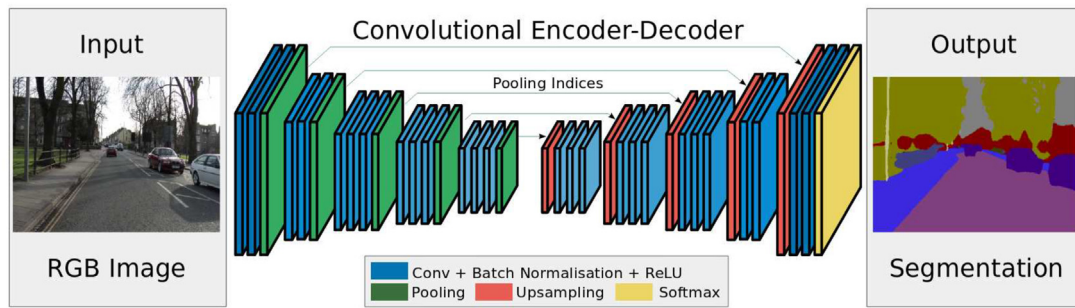 Input
Convolutional Encoder-Decoder
Output
Pooling Indices
RGB Image
Segmentation
Conv + Batch Normalisation + ReLU
Pooling
Upsampling
Softmax